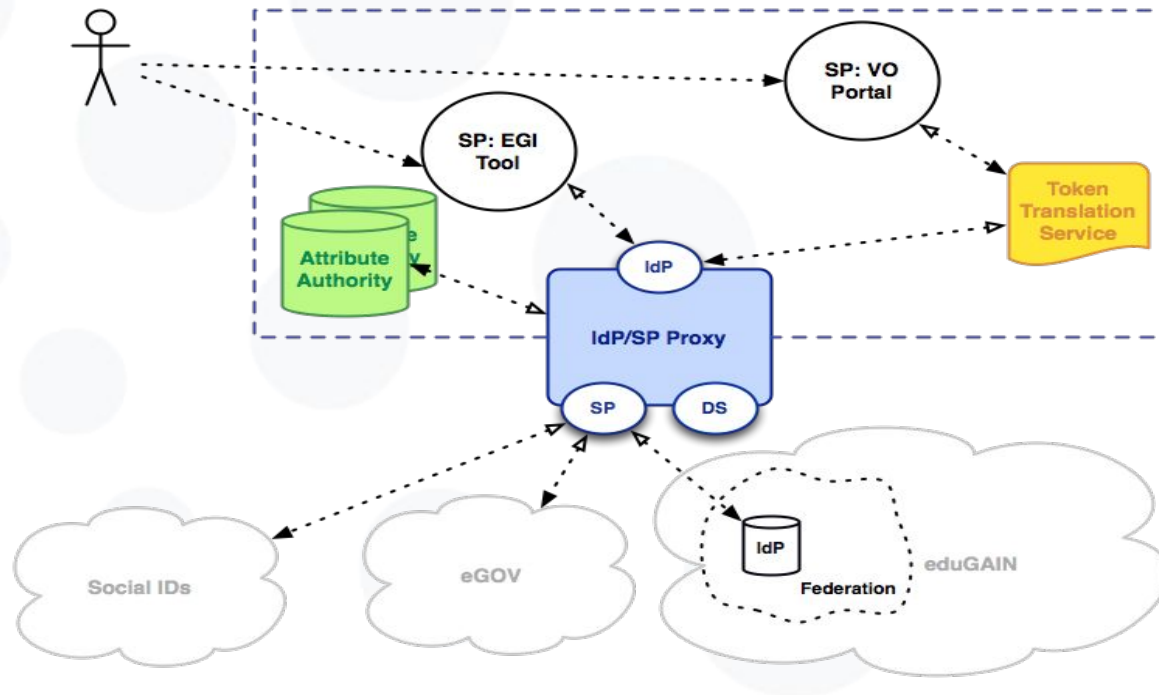 SP: VO
Portal
SP: EGI
Tool
Token
Translation
Service
Attribute
Authority
IdP
IdP/SP Proxy
SP
DS
IdP
Federation
Social IDs
eGOV
eduGAIN